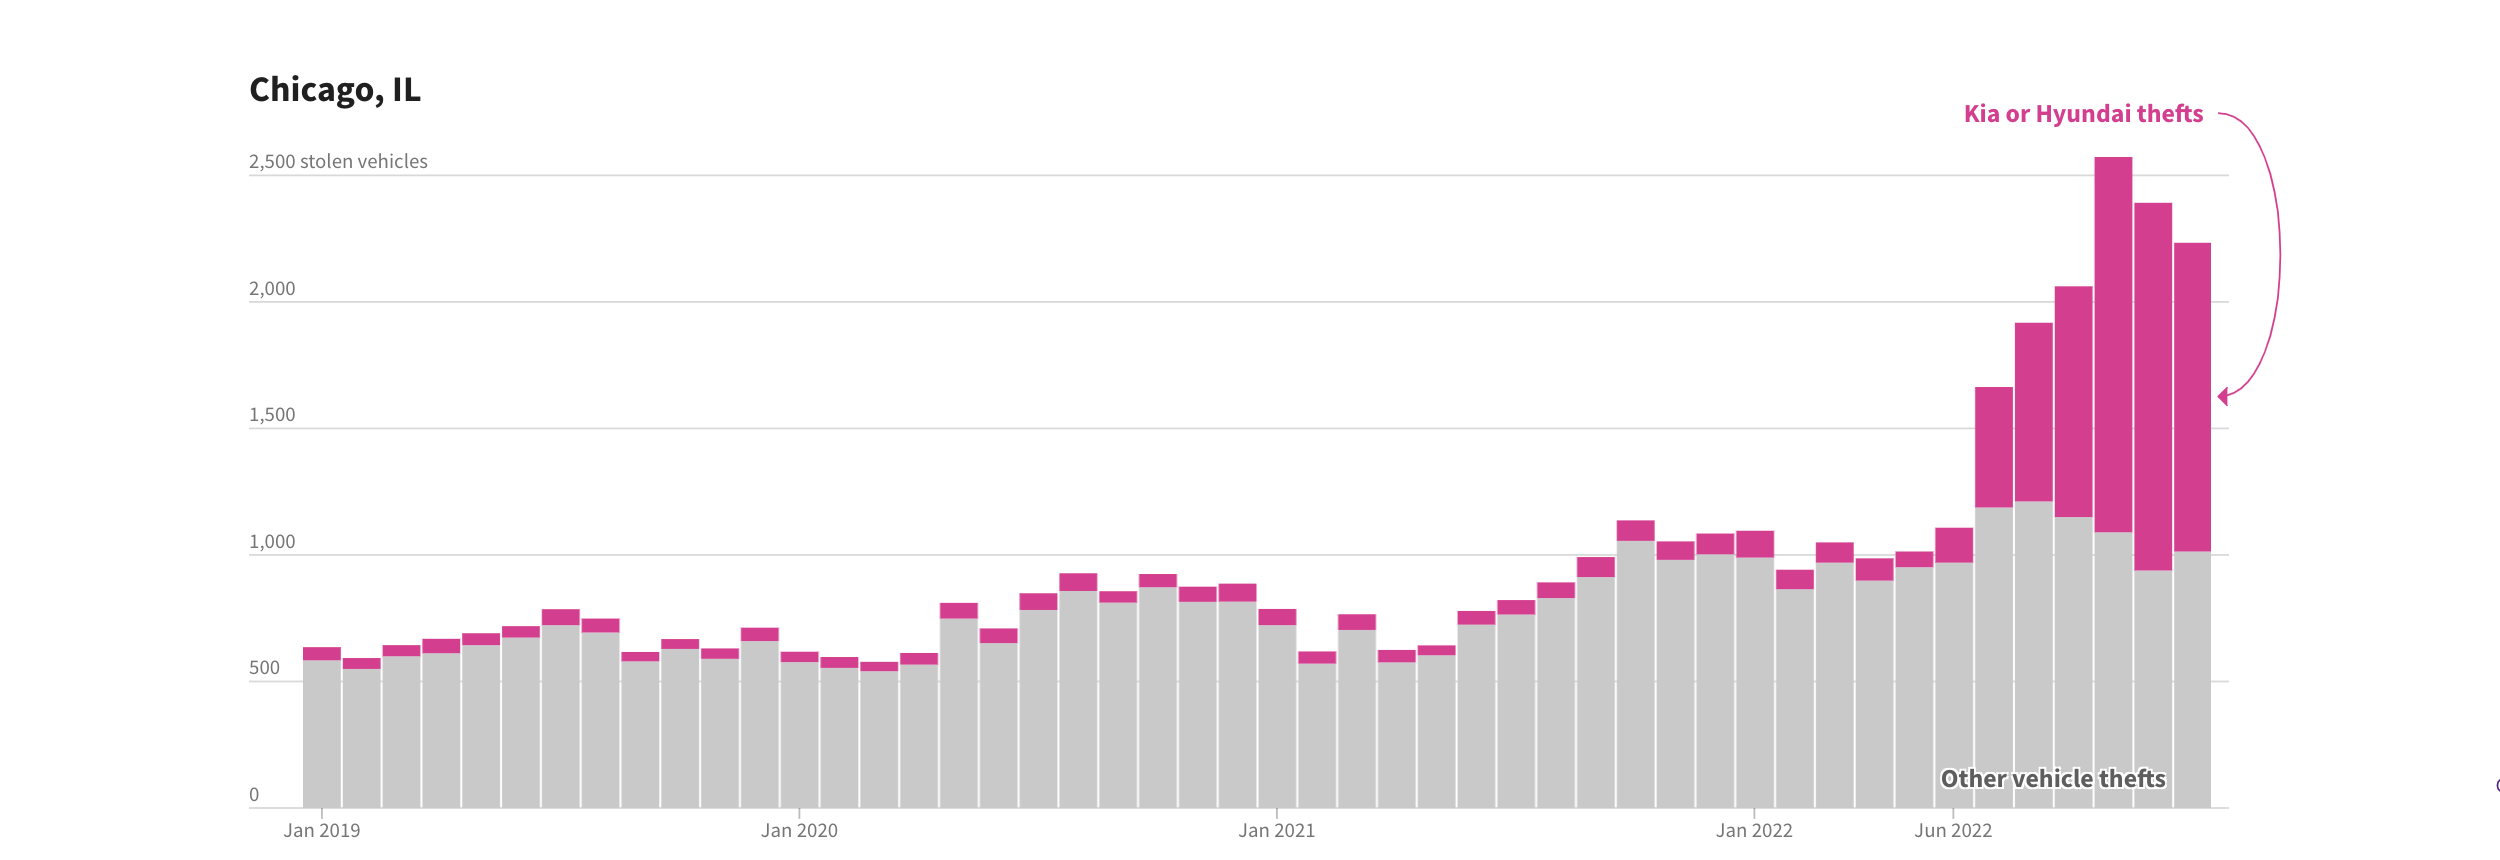 Chicago, IL
Kia or Hyundai thefts
2,500 stolen vehicles
2,000
1,500
1,000
500
Other vehicle thefts
0
Jan 2019
Jan 2020
Jan 2021
Jan 2022
Jun 2022